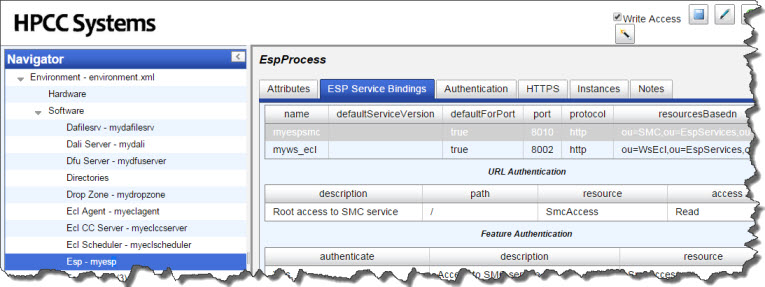 HPCC Systems
Write Access
Navigator
Environment - environment.xml
Hardware
Software
Dafilesrv - mydafilesrv
Dali Server - mydali
Dfu Server - mydfuserver
Directories
Drop Zone - mydropzone
Ecl Agent - myeclagent
Ecl CC Server - myeclccserver
Ecl Scheduler - myeclscheduler
Esp - myesp
EspProcess
Attributes ESP Service Bindings Authentication HTTPS Instances Notes
name defaultServiceVersion defaultForPort port protocol resourcesBasedn
myespsmc true 8010 http ou=SMC,ou=EspServices,
myws_ecl true 8002 http ou=WsEcl,ou=EspServices,
URL Authentication
description path resource access
Root access to SMC service / SmcAccess Read
Feature Authentication
authenticate description resource